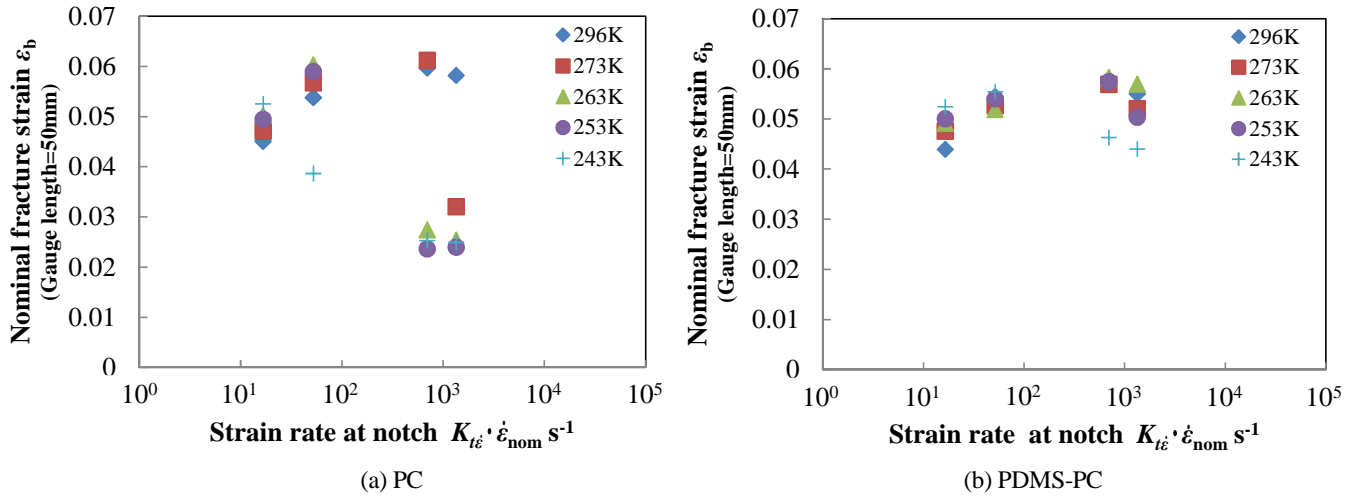 0.07
0.06
0.05
0.04
0.03
0.02
0.01
0
Nominal fracture strain εb
(Gauge length=50mm)
296K
273K
263K
253K
243K
10⁰ 10¹ 10² 10³ 10⁴ 10⁵
Strain rate at notch Ktε̇·ε̇nom s⁻¹
(a) PC
0.07
0.06
0.05
0.04
0.03
0.02
0.01
0
Nominal fracture strain εb
(Gauge length=50mm)
296K
273K
263K
253K
243K
10⁰ 10¹ 10² 10³ 10⁴ 10⁵
Strain rate at notch Ktε̇·ε̇nom s⁻¹
(b) PDMS-PC